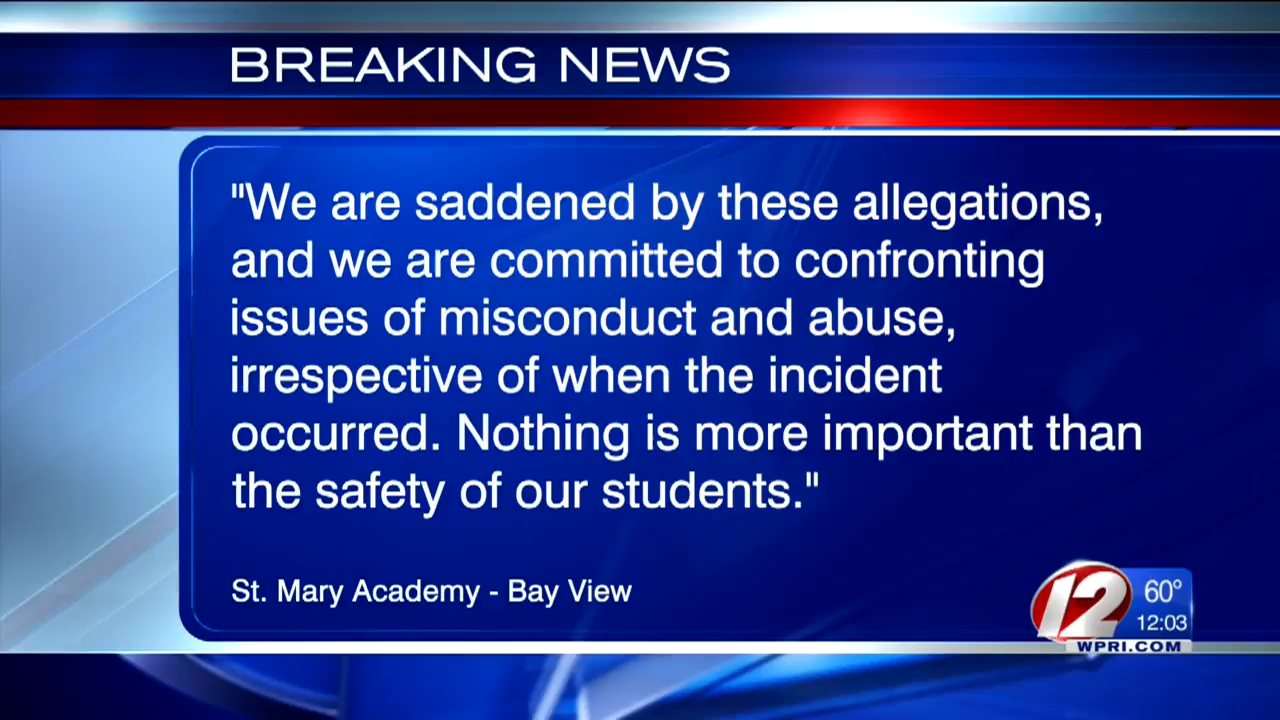 BREAKING NEWS
"We are saddened by these allegations,
and we are committed to confronting
issues of misconduct and abuse,
irrespective of when the incident
occurred. Nothing is more important than
the safety of our students."
St. Mary Academy - Bay View
12
60°
12:03
WPRI.COM